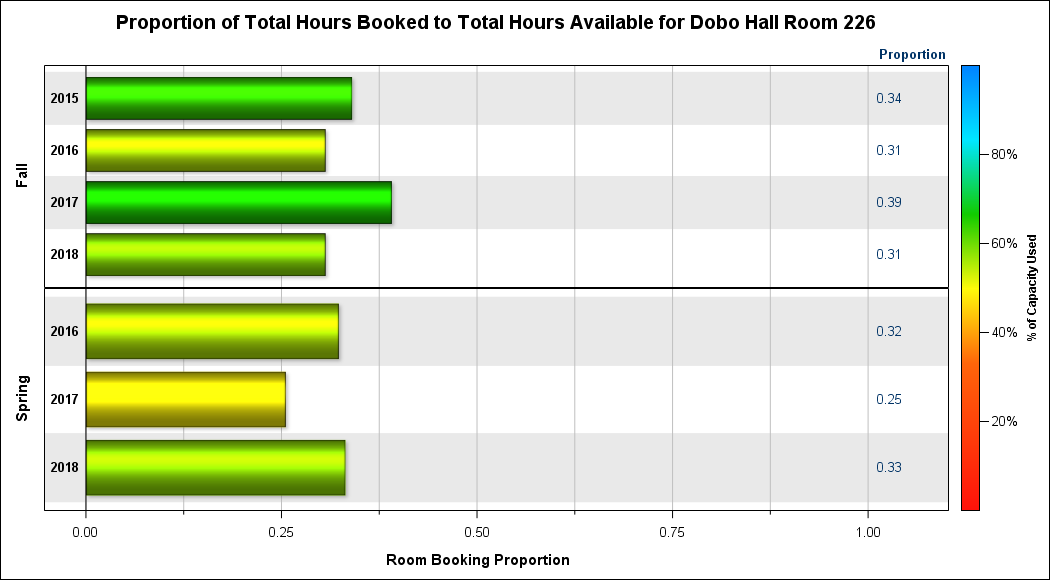 Proportion of Total Hours Booked to Total Hours Available for Dobo Hall Room 226
Proportion
Fall
2015 0.34
2016 0.31
2017 0.39
2018 0.31
Spring
2016 0.32
2017 0.25
2018 0.33
0.00 0.25 0.50 0.75 1.00
Room Booking Proportion
80%
60%
40%
20%
% of Capacity Used